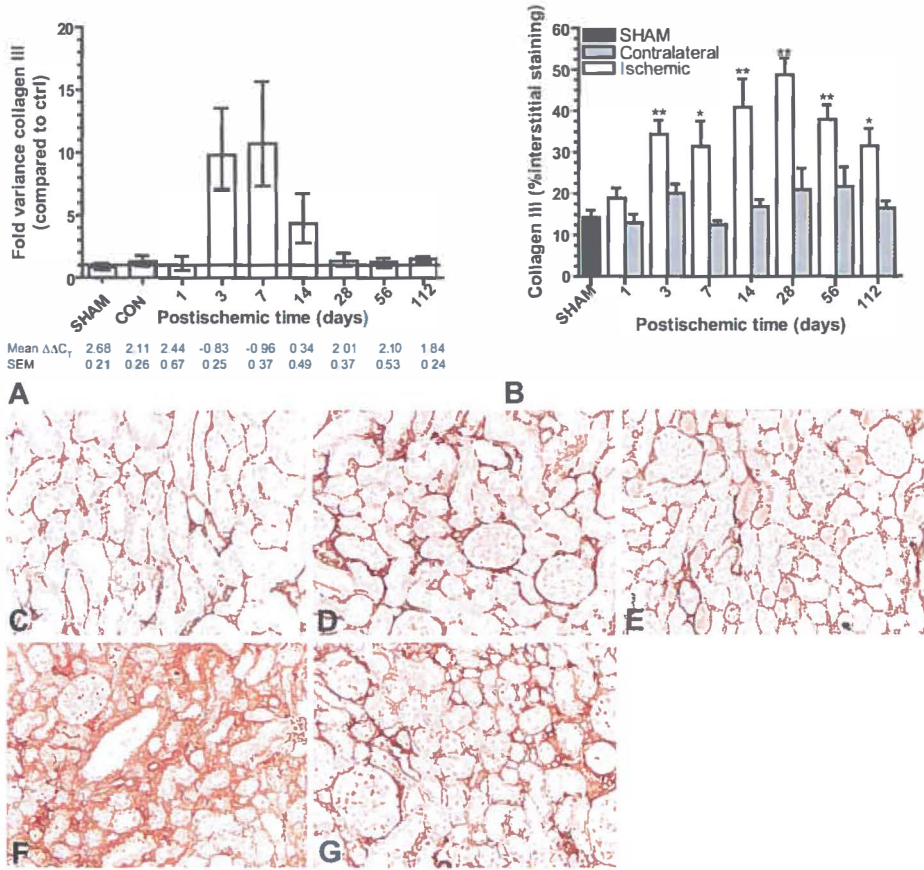 20
15
10
5
2
0
Fold variance collagen III
(compared to ctrl)
SHAM CON 1 3 7 14 28 56 112
Postischemic time (days)
Mean ΔΔC_T 2.68 2.11 2.44 -0.83 -0.96 0.34 2 01 2.10 1.84
SEM 0 21 0.26 0.67 0.25 0.37 0.49 0.37 0.53 0 24
A
60
50
40
30
20
10
0
Collagen III (%Interstitial staining)
SHAM
Contralateral
Ischemic
** * ** ** ** *
SHAM 1 3 7 14 28 56 112
Postischemic time (days)
B
C
D
E
F
G